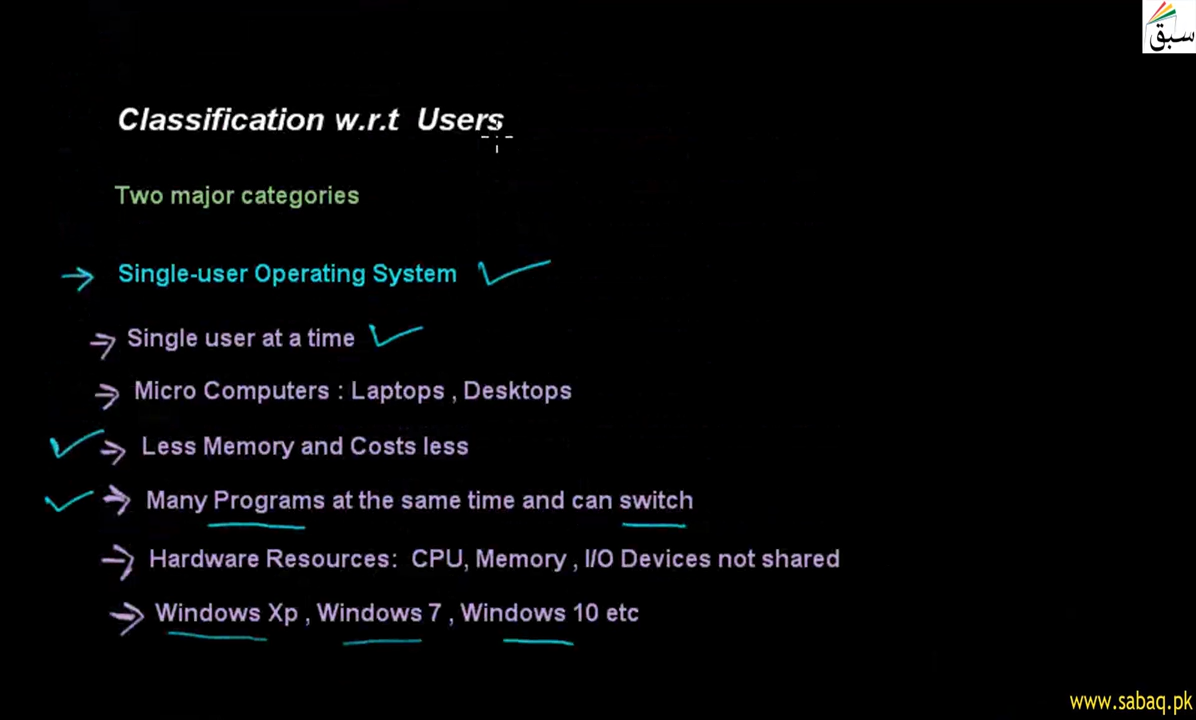 سبق
Classification w.r.t Users
Two major categories
Single-user Operating System
Single user at a time
Micro Computers : Laptops , Desktops
Less Memory and Costs less
Many Programs at the same time and can switch
Hardware Resources: CPU, Memory , I/O Devices not shared
Windows Xp , Windows 7 , Windows 10 etc
www.sabaq.pk